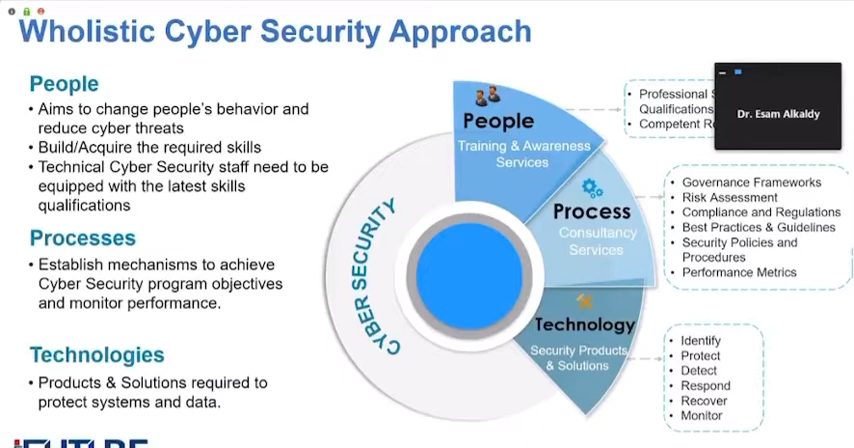 Wholistic Cyber Security Approach
People
• Aims to change people's behavior and
reduce cyber threats
• Build/Acquire the required skills
• Technical Cyber Security staff need to be
equipped with the latest skills
qualifications
Processes
• Establish mechanisms to achieve
Cyber Security program objectives
and monitor performance.
Technologies
• Products & Solutions required to
protect systems and data.
CYBER SECURITY
People
Training & Awareness
Services
Process
Consultancy
Services
Technology
Security Products
& Solutions
• Professional
Qualifications
• Competent
Dr. Esam Alkaldy
• Governance Frameworks
• Risk Assessment
• Compliance and Regulations
• Best Practices & Guidelines
• Security Policies and
Procedures
• Performance Metrics
• Identify
• Protect
• Detect
• Respond
• Recover
• Monitor